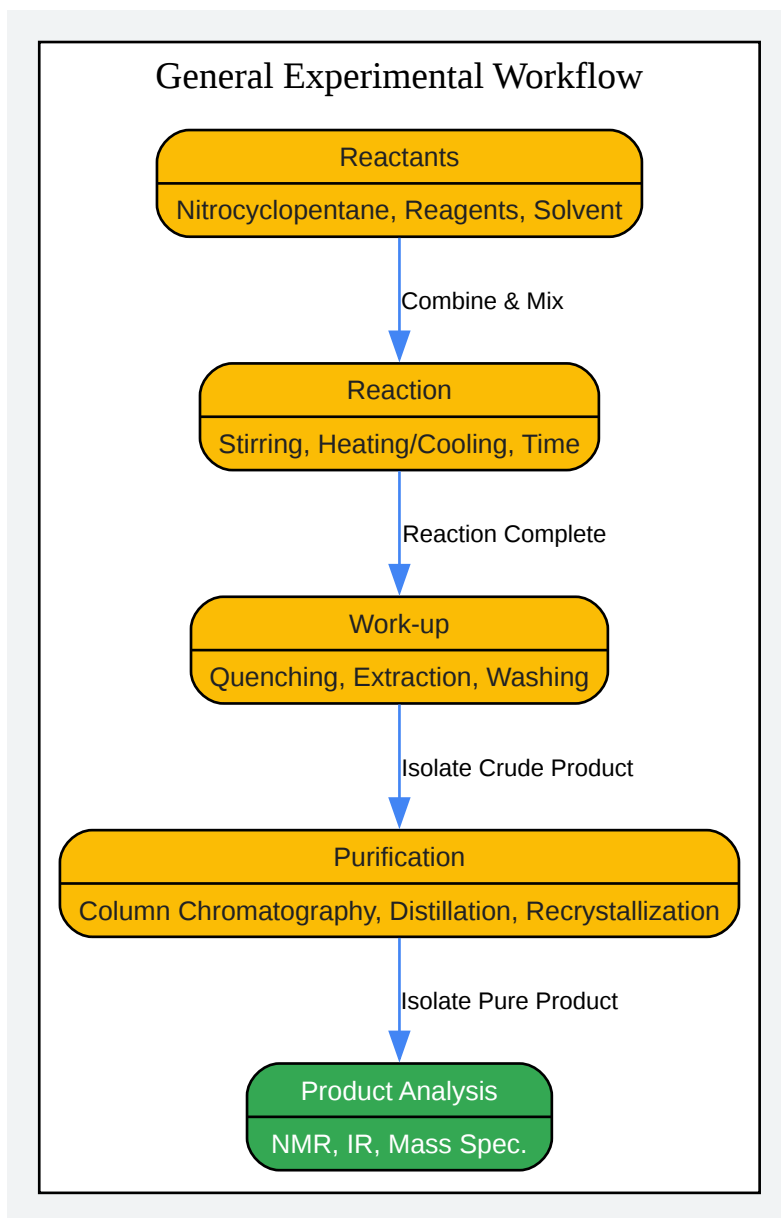 General Experimental Workflow
Reactants
Nitrocyclopentane, Reagents, Solvent
Combine & Mix
Reaction
Stirring, Heating/Cooling, Time
Reaction Complete
Work-up
Quenching, Extraction, Washing
Isolate Crude Product
Purification
Column Chromatography, Distillation, Recrystallization
Isolate Pure Product
Product Analysis
NMR, IR, Mass Spec.